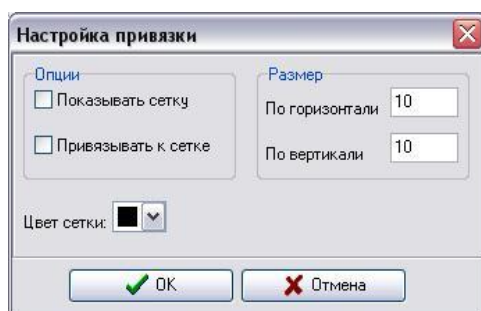 Настройка привязки
Опции
Показывать сетку
Привязывать к сетке
Размер
По горизонтали 10
По вертикали 10
Цвет сетки:
OK
Отмена